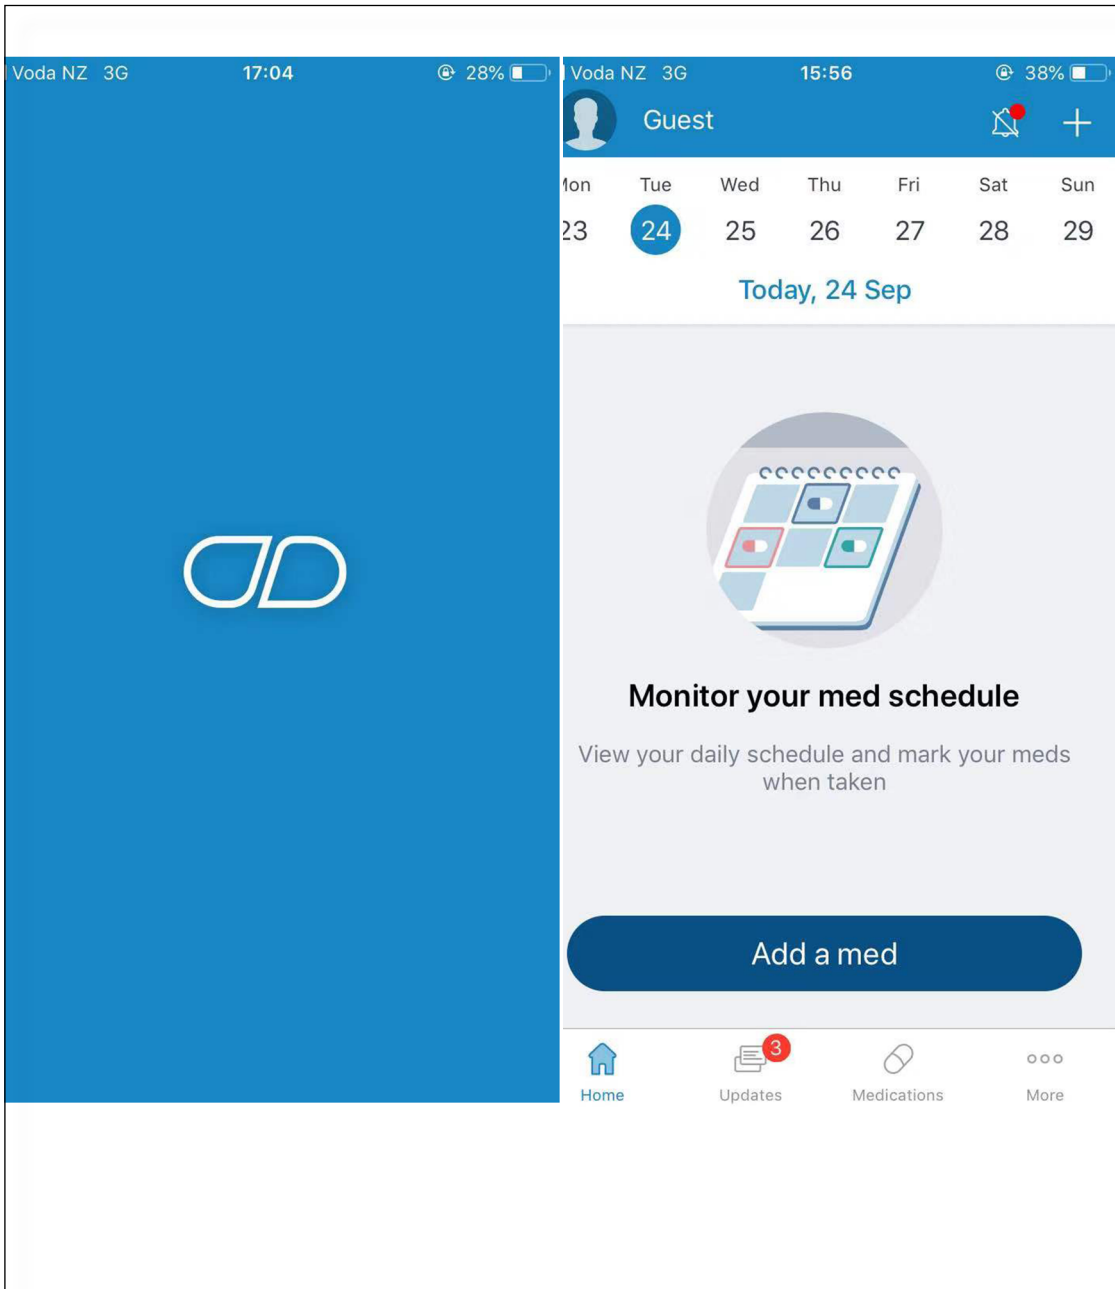 Voda NZ 3G 17:04 28%
Voda NZ 3G 15:56 38%
Guest
Mon Tue Wed Thu Fri Sat Sun
23 24 25 26 27 28 29
Today, 24 Sep
Monitor your med schedule
View your daily schedule and mark your meds
when taken
Add a med
3
Home Updates Medications More